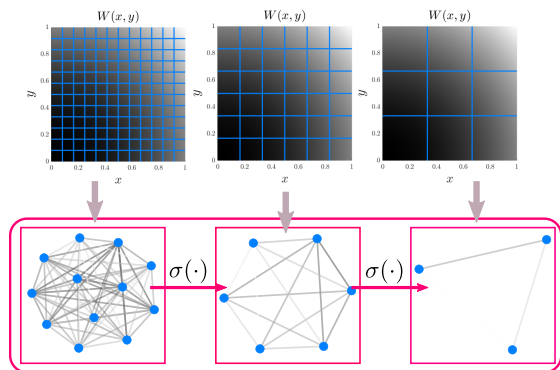 W(x, y) W(x, y) W(x, y)
1 1 1
0.8 0.8 0.8
0.6 0.6 0.6
y y y
0.4 0.4 0.4
0.2 0.2 0.2
0 0 0
0 0.2 0.4 0.6 0.8 1 0 0.2 0.4 0.6 0.8 1 0 0.2 0.4 0.6 0.8 1
x x x
σ(·) σ(·)